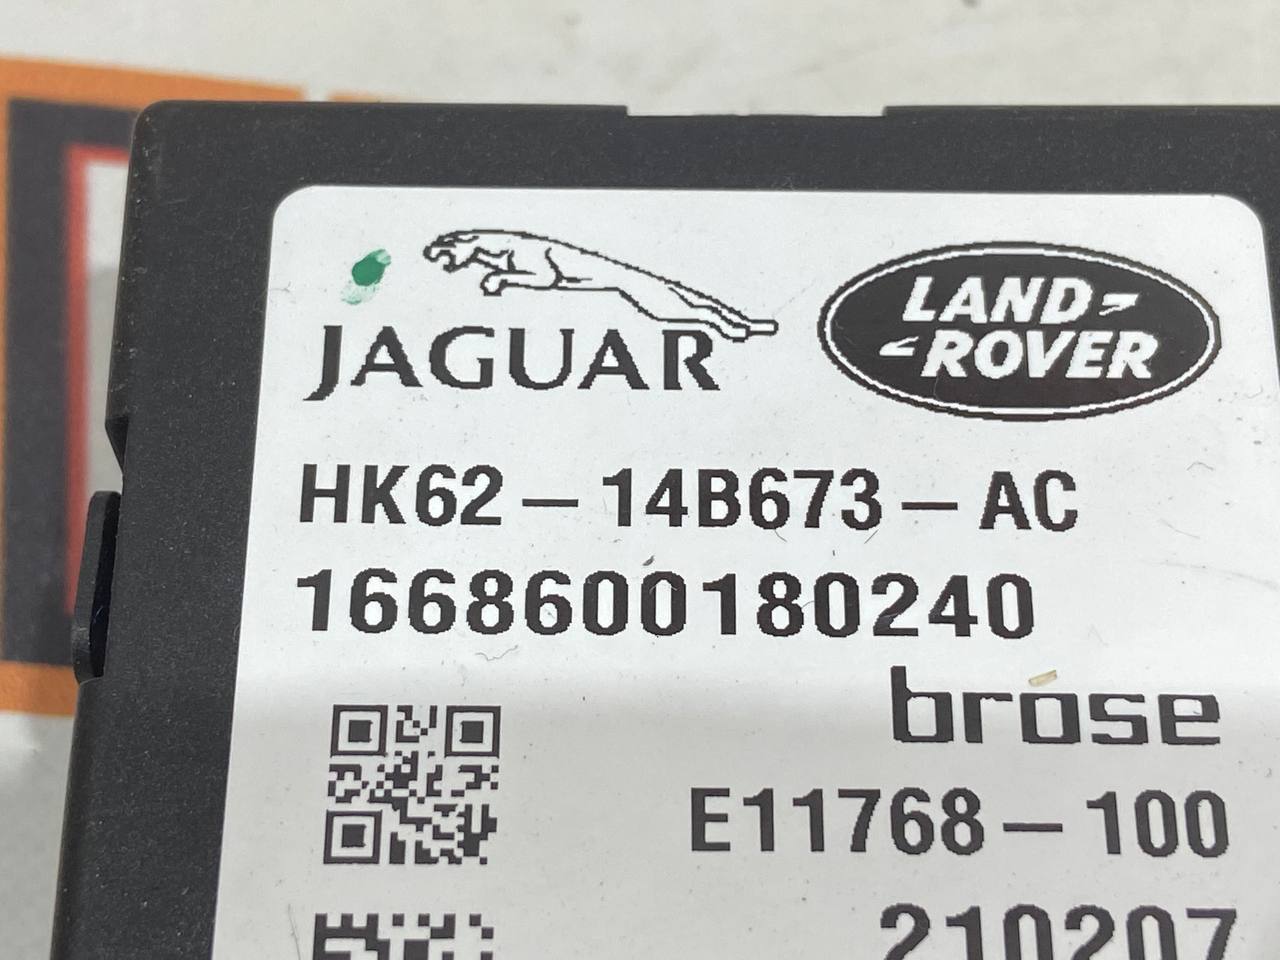 JAGUAR
LAND
ROVER
HK62-14B673-AC
1668600180240
brose
E11768-100
210207